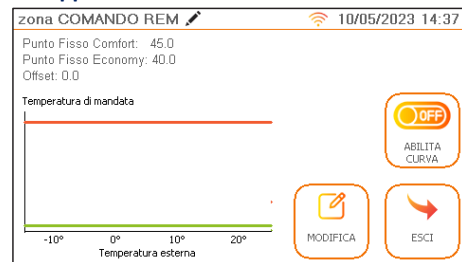 zona COMANDO REM 10/05/2023 14:37
Punto Fisso Comfort: 45.0
Punto Fisso Economy: 40.0
Offset: 0.0
Temperatura di mandata
OFF
ABILITA
CURVA
-10° 0° 10° 20°
Temperatura esterna
MODIFICA
ESCI